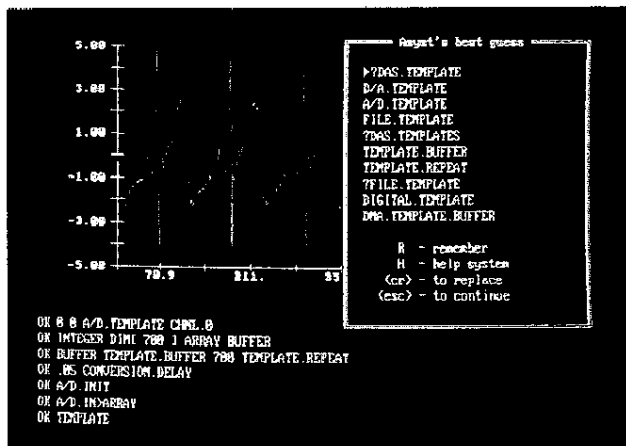 Asyst's best guess
5.00
3.00
1.00
-1.00
-3.00
-5.00
70.9
211.
?DAS.TEMPLATE
D/A.TEMPLATE
A/D.TEMPLATE
FILE.TEMPLATE
?DAS.TEMPLATES
TEMPLATE.BUFFER
TEMPLATE.REPEAT
?FILE.TEMPLATE
DIGITAL.TEMPLATE
DMA.TEMPLATE.BUFFER
R - remember
H - help system
<cr> - to replace
<esc> - to continue
OK 0 0 A/D.TEMPLATE CHNL.0
OK INTEGER DIM[ 700 ] ARRAY BUFFER
OK BUFFER TEMPLATE.BUFFER 700 TEMPLATE.REPEAT
OK .05 CONVERSION.DELAY
OK A/D.INIT
OK A/D.IN>ARRAY
OK TEMPLATE